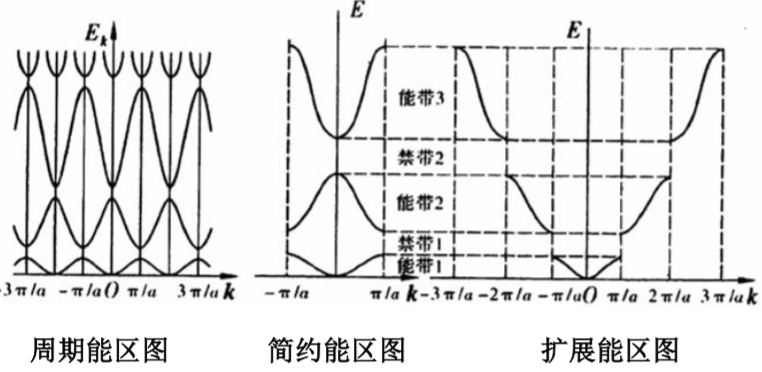 E_k
E
E
能带3
禁带2
能带2
禁带1
能带1
-3π/a -π/a O π/a 3π/a k
-π/a π/a k
-3π/a -2π/a -π/a O π/a 2π/a 3π/a k
周期能区图 简约能区图 扩展能区图